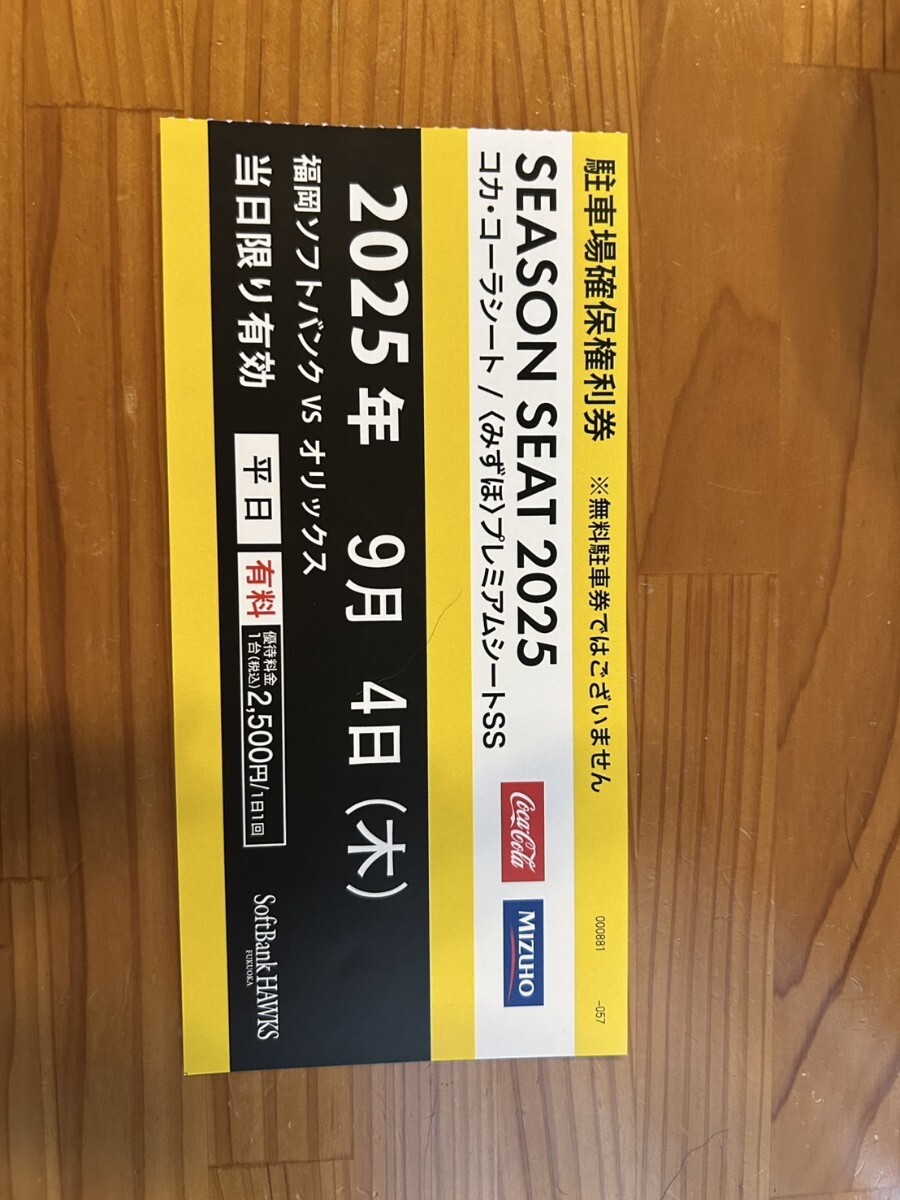 駐車場確保権利券 ※無料駐車券ではございません 000881 -057
SEASON SEAT 2025
コカ・コーラシート / 〈みずほ〉プレミアムシートSS
Coca-Cola
MIZUHO
2025年 9月 4日(木)
福岡ソフトバンク VS オリックス
当日限り有効
平日
有料
優待料金
1台(税込)2,500円/1日1回
SoftBank HAWKS
FUKUOKA